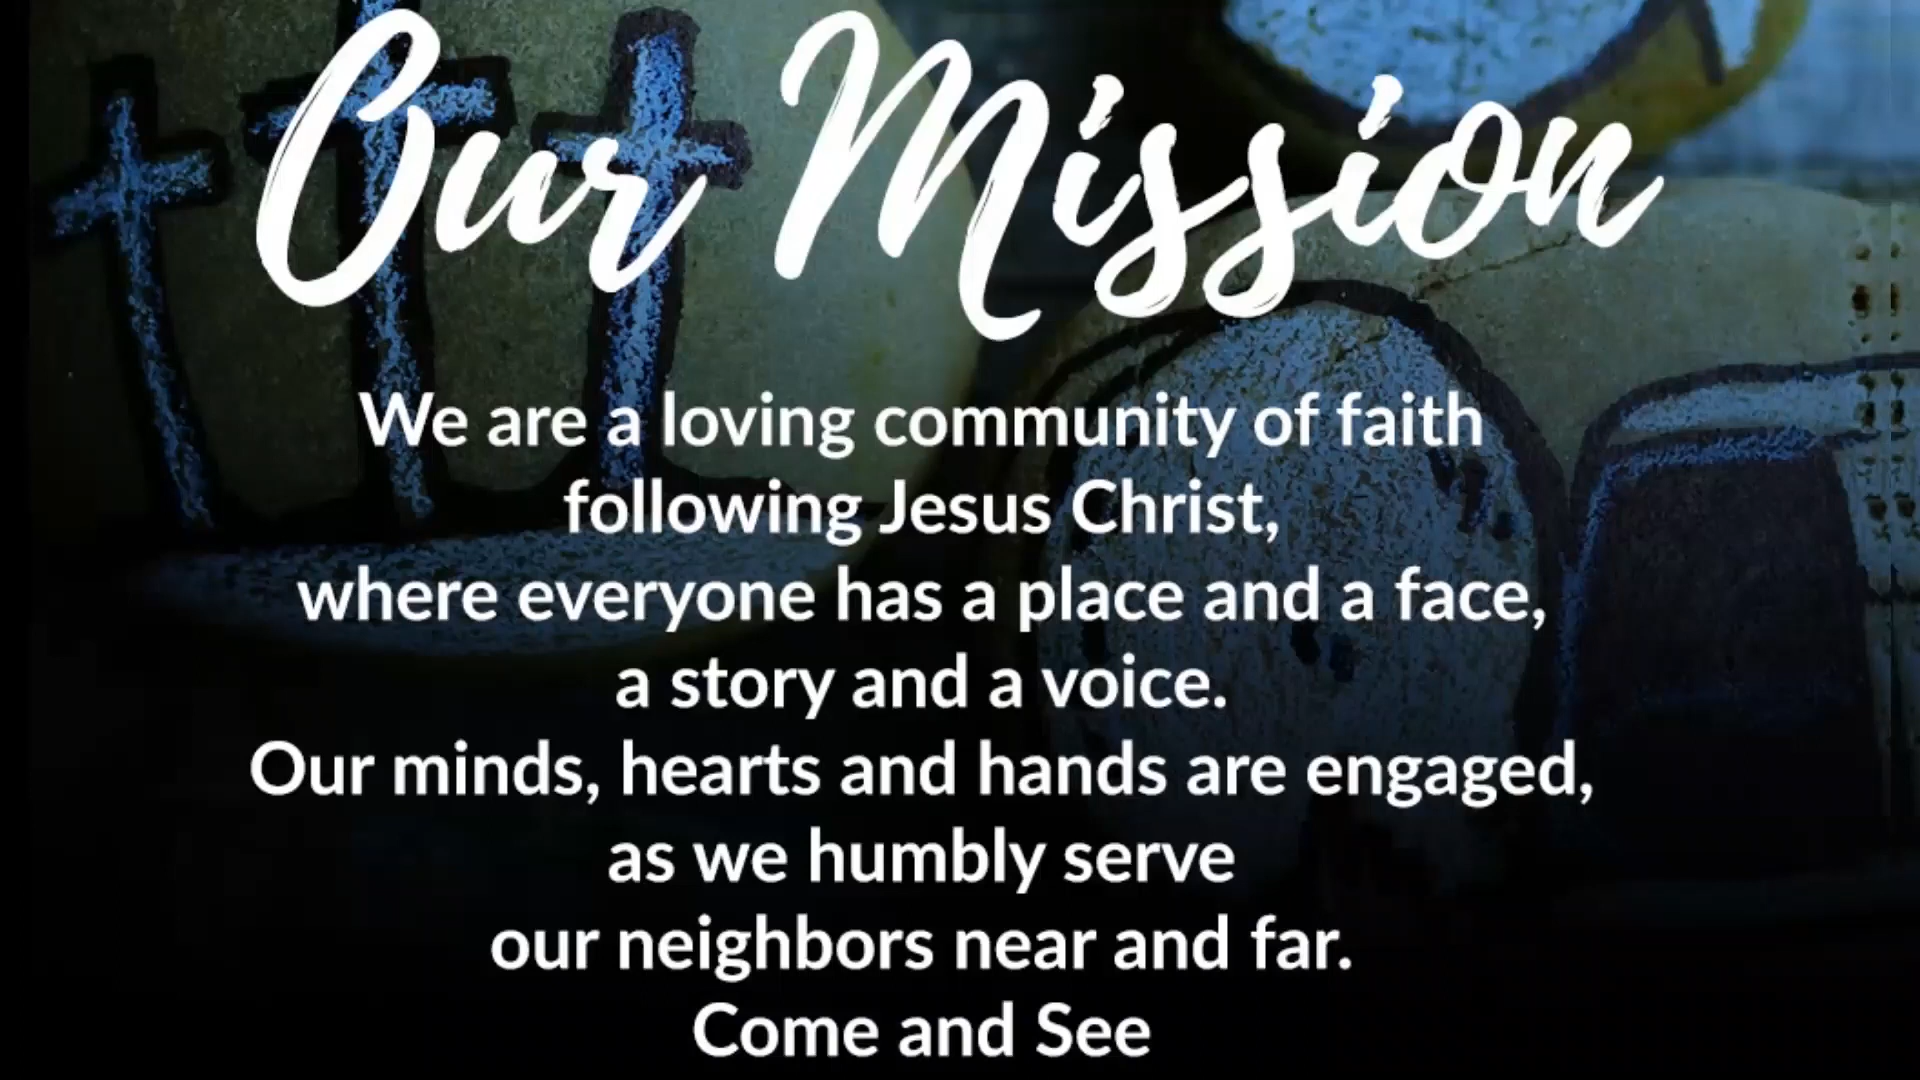 Our Mission
We are a loving community of faith
following Jesus Christ,
where everyone has a place and a face,
a story and a voice.
Our minds, hearts and hands are engaged,
as we humbly serve
our neighbors near and far.
Come and See